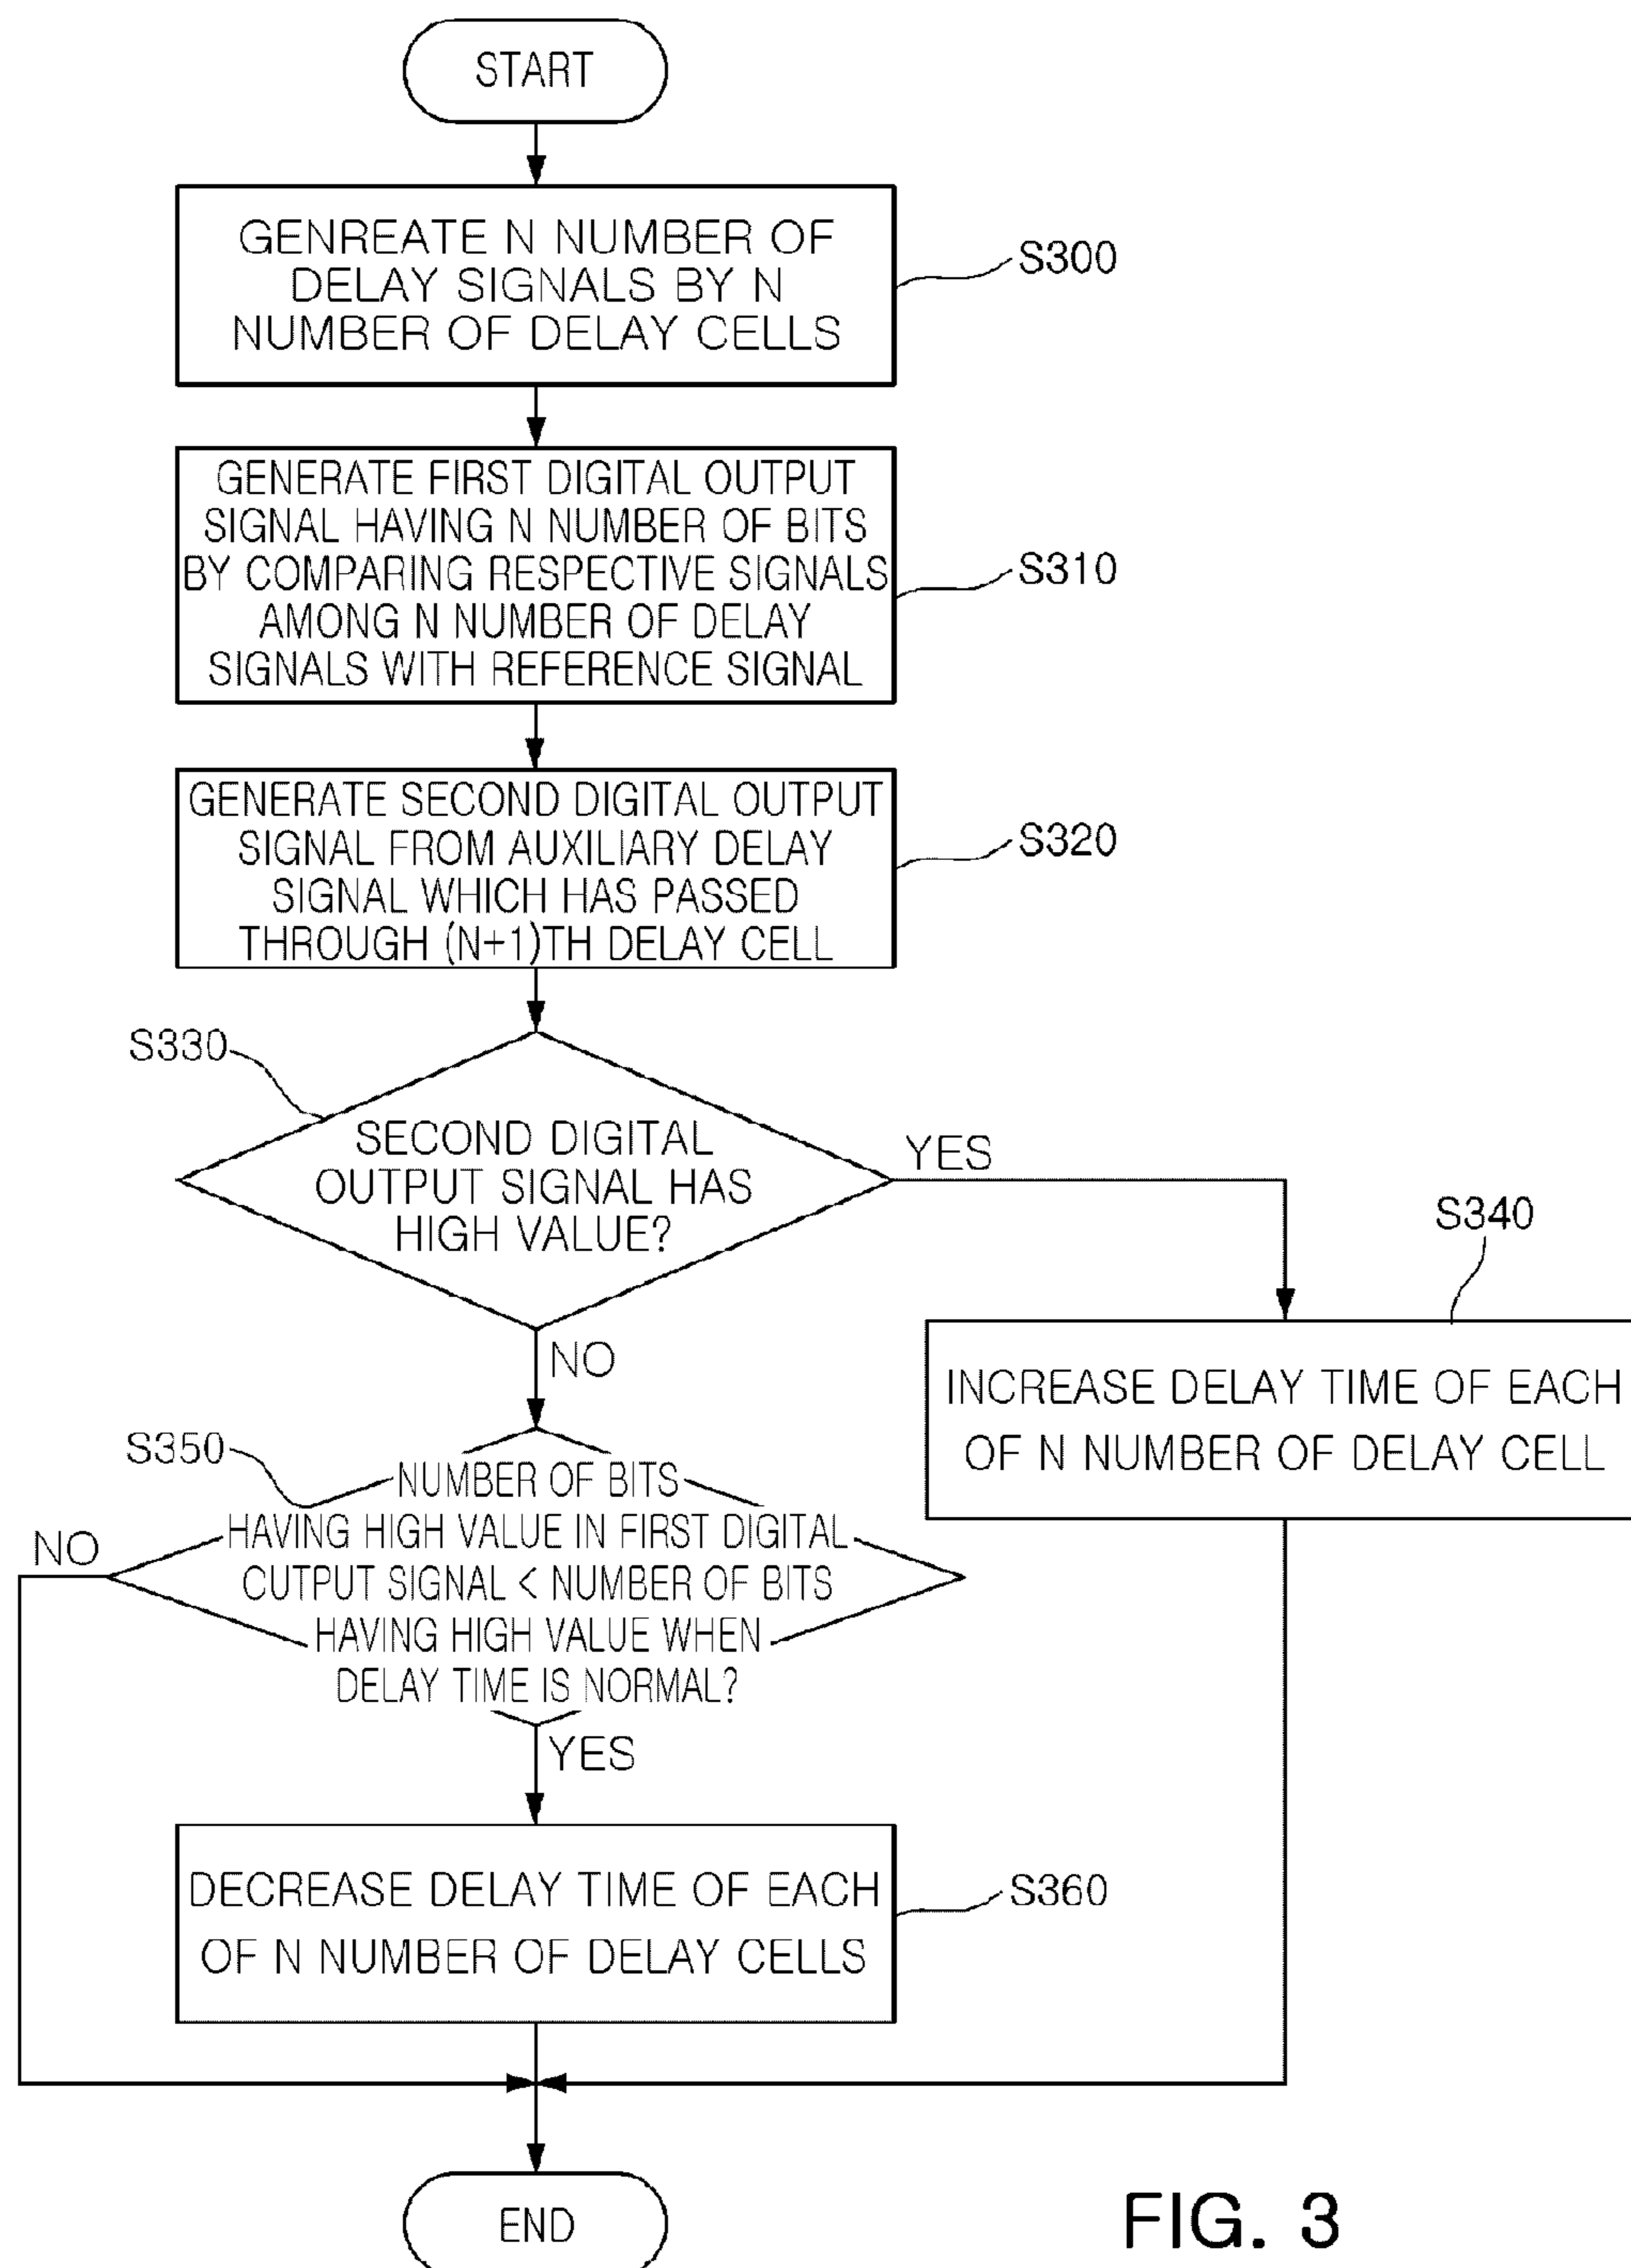 START
GENREATE N NUMBER OF
DELAY SIGNALS BY N
NUMBER OF DELAY CELLS
S300
GENERATE FIRST DIGITAL OUTPUT
SIGNAL HAVING N NUMBER OF BITS
BY COMPARING RESPECTIVE SIGNALS
AMONG N NUMBER OF DELAY
SIGNALS WITH REFERENCE SIGNAL
S310
GENERATE SECOND DIGITAL OUTPUT
SIGNAL FROM AUXILIARY DELAY
SIGNAL WHICH HAS PASSED
THROUGH (N+1)TH DELAY CELL
S320
S330
SECOND DIGITAL
OUTPUT SIGNAL HAS
HIGH VALUE?
YES
NO
S340
INCREASE DELAY TIME OF EACH
OF N NUMBER OF DELAY CELL
S350
NUMBER OF BITS
HAVING HIGH VALUE IN FIRST DIGITAL
CUTPUT SIGNAL < NUMBER OF BITS
HAVING HIGH VALUE WHEN
DELAY TIME IS NORMAL?
NO
YES
DECREASE DELAY TIME OF EACH
OF N NUMBER OF DELAY CELLS
S360
END
FIG. 3